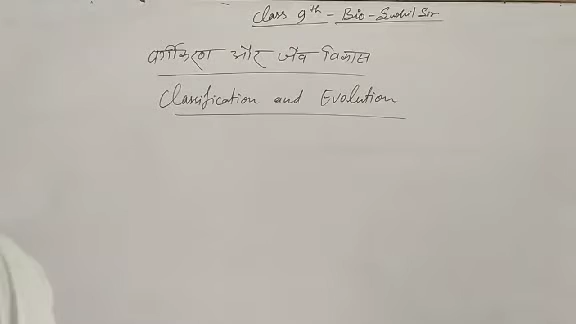 Class 9th - Bio - Sushil Sir
वर्गीकरण और जैव विकास
Classification and Evolution